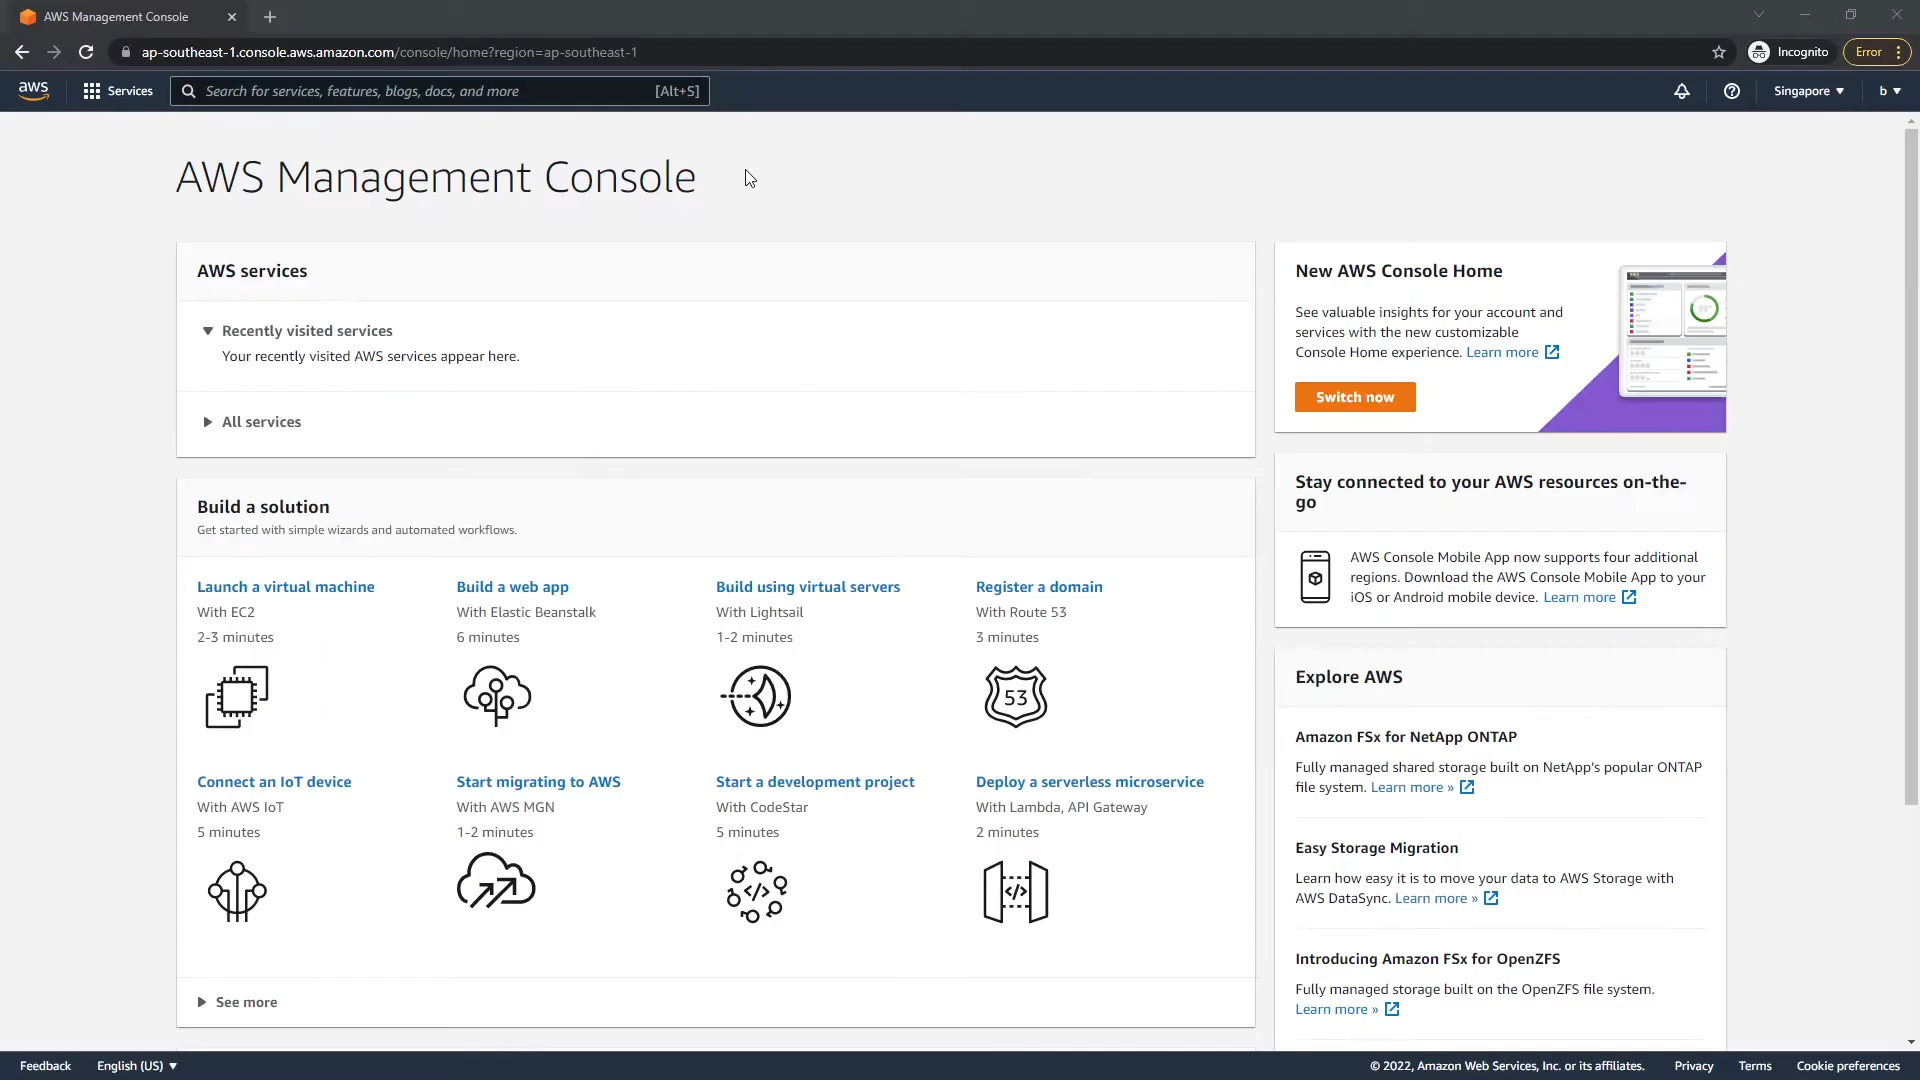 AWS Management Console
ap-southeast-1.console.aws.amazon.com/console/home?region=ap-southeast-1
Incognito
Error
aws
Services
Search for services, features, blogs, docs, and more
[Alt+S]
Singapore
b
AWS Management Console
AWS services
Recently visited services
Your recently visited AWS services appear here.
All services
Build a solution
Get started with simple wizards and automated workflows.
Launch a virtual machine
With EC2
2-3 minutes
Build a web app
With Elastic Beanstalk
6 minutes
Build using virtual servers
With Lightsail
1-2 minutes
Register a domain
With Route 53
3 minutes
53
Connect an IoT device
With AWS IoT
5 minutes
Start migrating to AWS
With AWS MGN
1-2 minutes
Start a development project
With CodeStar
5 minutes
</>
Deploy a serverless microservice
With Lambda, API Gateway
2 minutes
</>
See more
New AWS Console Home
See valuable insights for your account and
services with the new customizable
Console Home experience. Learn more
Switch now
Stay connected to your AWS resources on-the-
go
AWS Console Mobile App now supports four additional
regions. Download the AWS Console Mobile App to your
iOS or Android mobile device. Learn more
Explore AWS
Amazon FSx for NetApp ONTAP
Fully managed shared storage built on NetApp's popular ONTAP
file system. Learn more »
Easy Storage Migration
Learn how easy it is to move your data to AWS Storage with
AWS DataSync. Learn more »
Introducing Amazon FSx for OpenZFS
Fully managed storage built on the OpenZFS file system.
Learn more »
Feedback
English (US)
© 2022, Amazon Web Services, Inc. or its affiliates.
Privacy
Terms
Cookie preferences